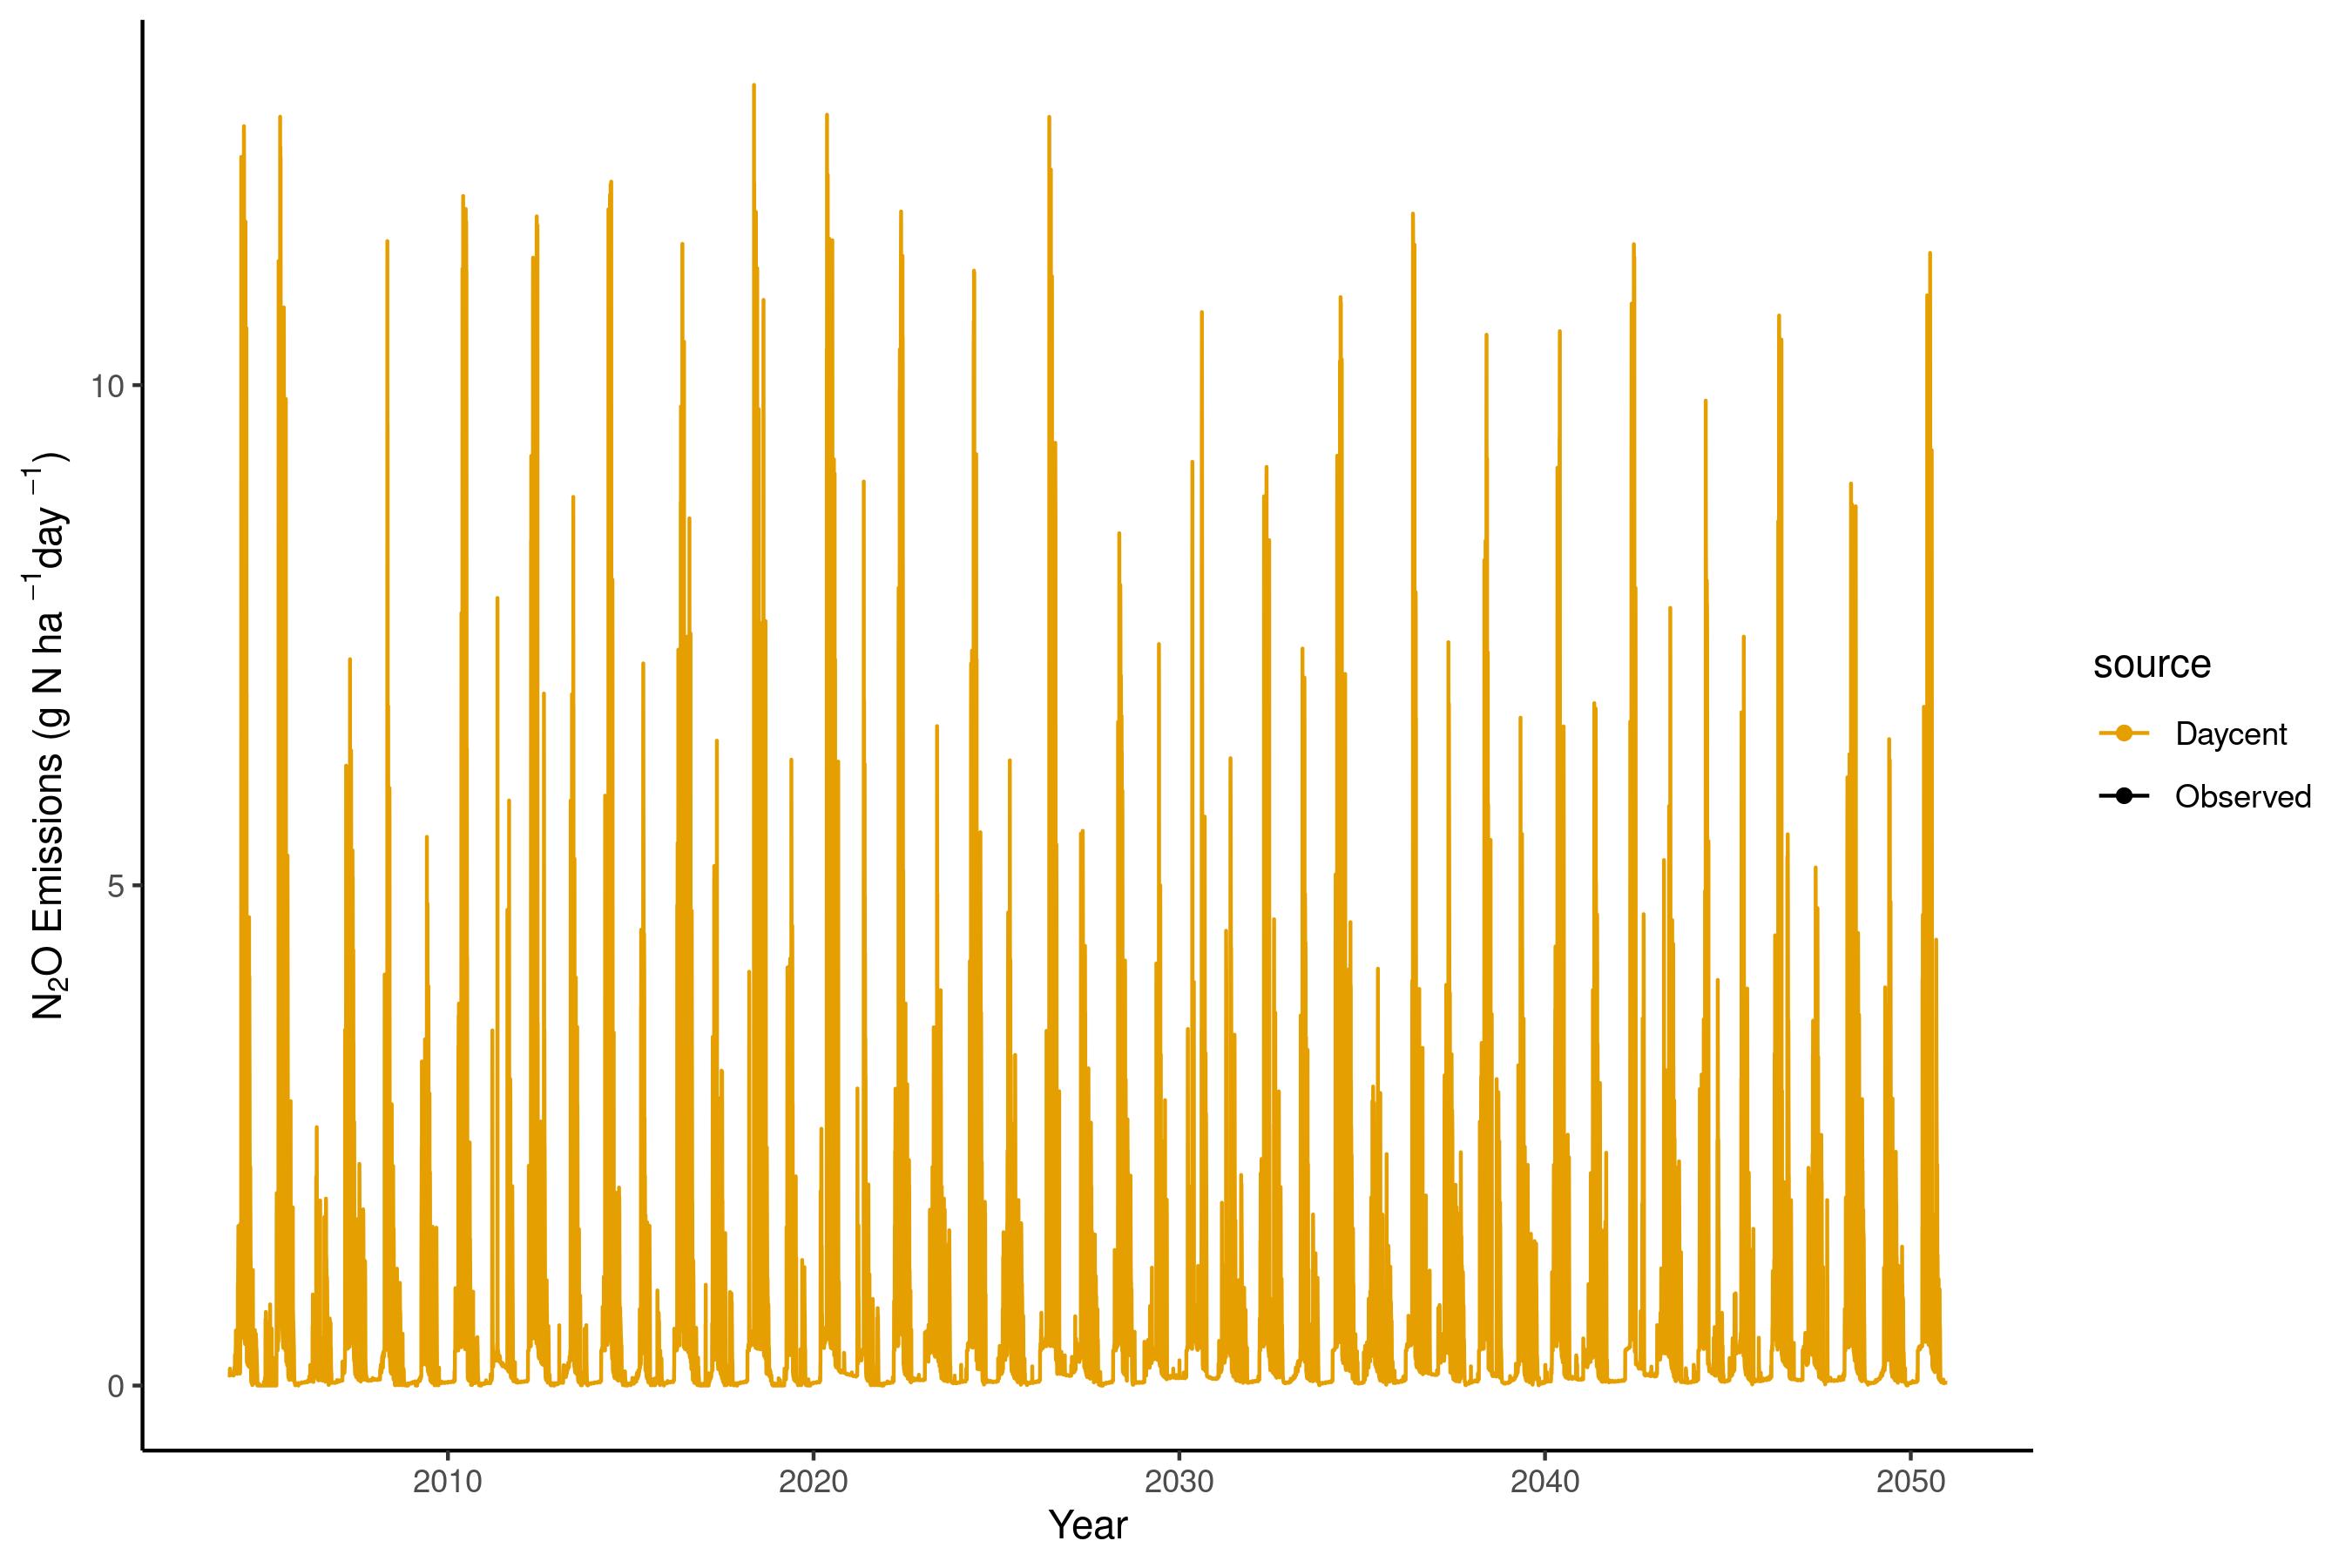 N₂O Emissions (g N ha ⁻¹day ⁻¹)
10
5
0
2010 2020 2030 2040 2050
Year
source
Daycent
Observed